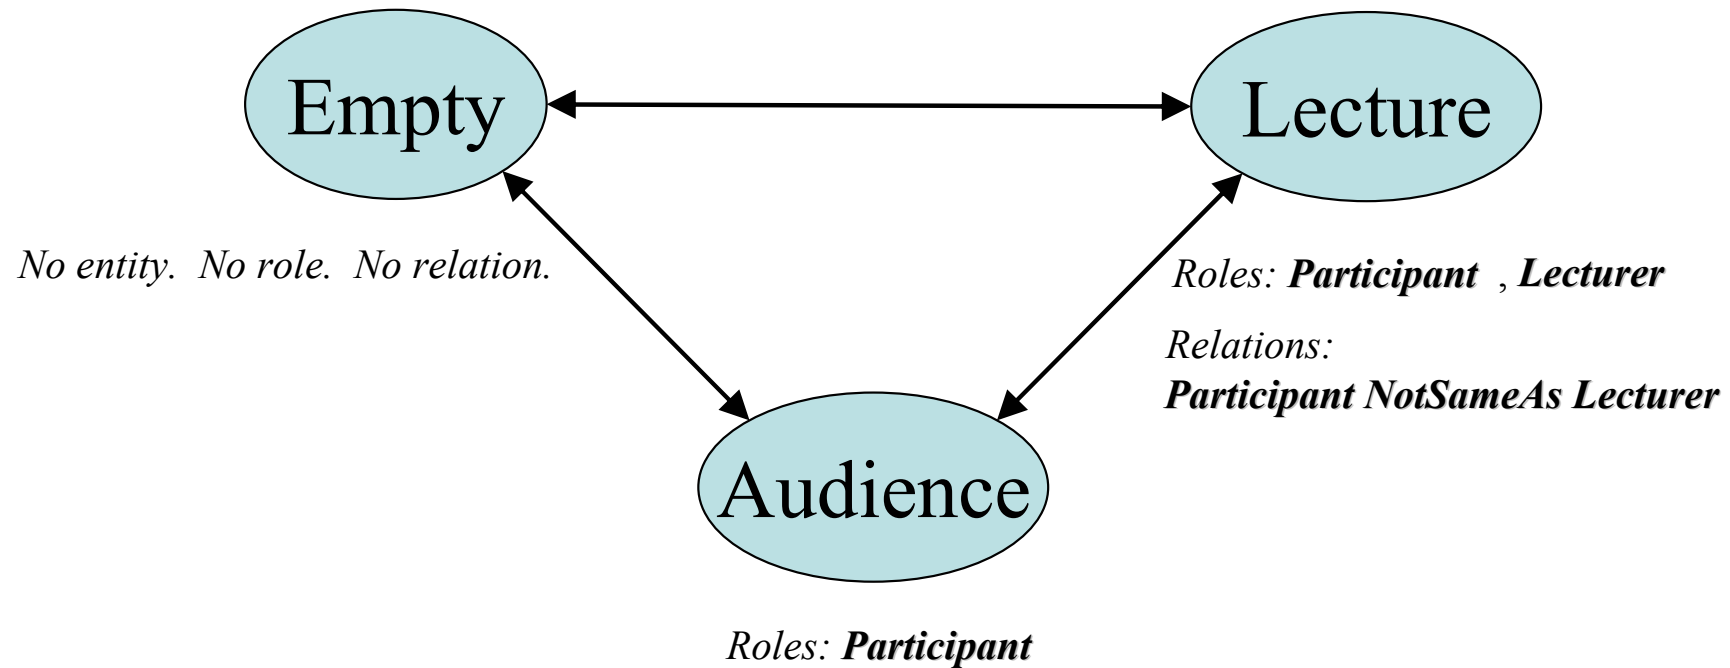 Empty
Lecture
No entity. No role. No relation.
Roles: Participant , Lecturer
Relations:
Participant NotSameAs Lecturer
Audience
Roles: Participant